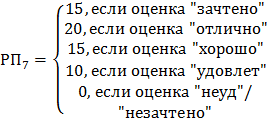 15, если оценка "зачтено"
20, если оценка "отлично"
РП₇ = 15, если оценка "хорошо"
10, если оценка "удовлет"
0, если оценка "неуд"/
"незачтено"